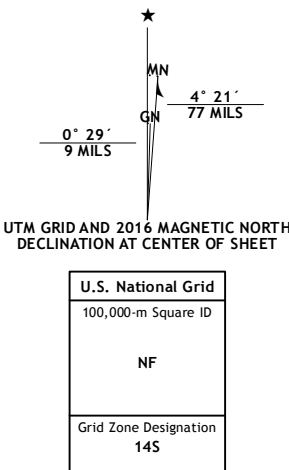 ★
MN
4° 21´
77 MILS
GN
0° 29´
9 MILS
UTM GRID AND 2016 MAGNETIC NORTH
DECLINATION AT CENTER OF SHEET
U.S. National Grid
100,000-m Square ID
NF
Grid Zone Designation
14S